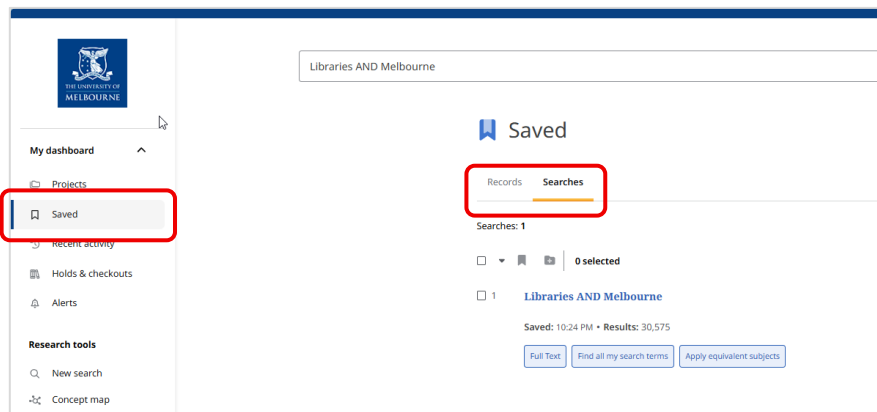 THE UNIVERSITY OF
MELBOURNE
Libraries AND Melbourne
My dashboard
Projects
Saved
Recent activity
Holds & checkouts
Alerts
Research tools
New search
Concept map
Saved
Records Searches
Searches: 1
0 selected
1 Libraries AND Melbourne
Saved: 10:24 PM • Results: 30,575
Full Text Find all my search terms Apply equivalent subjects